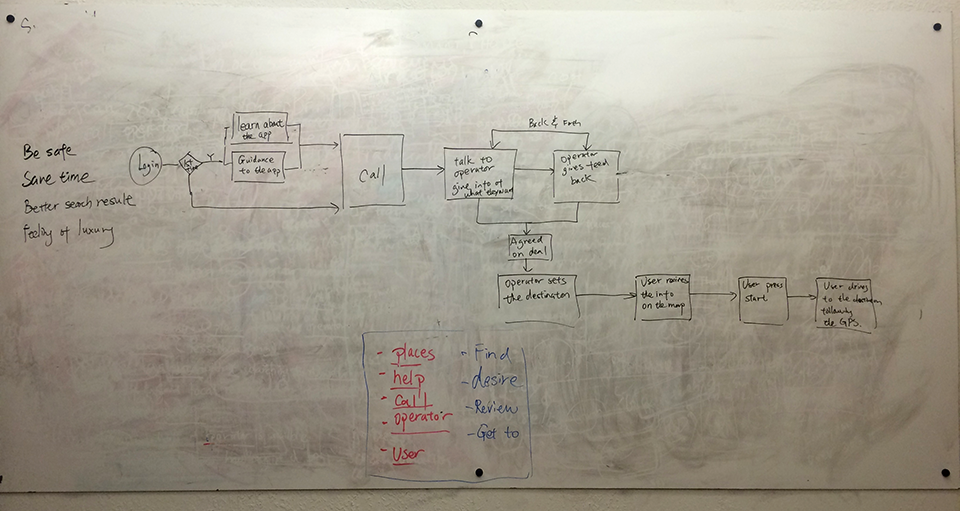 Be safe
Save time
Better search result
feeling of luxury
Login
1st
Y
learn about
the app
Guidance
to the app
Call
Back & Forth
talk to
operator
give info of
what
Operator
gives feed
back
Agreed
on deal
Operator sets
the destination
User
the info
on the map
User press
start
User drives
to the destination
following
the GPS.
- places
- help
- Call
- operator
- User
- Find
- desire
- Review
- Get to